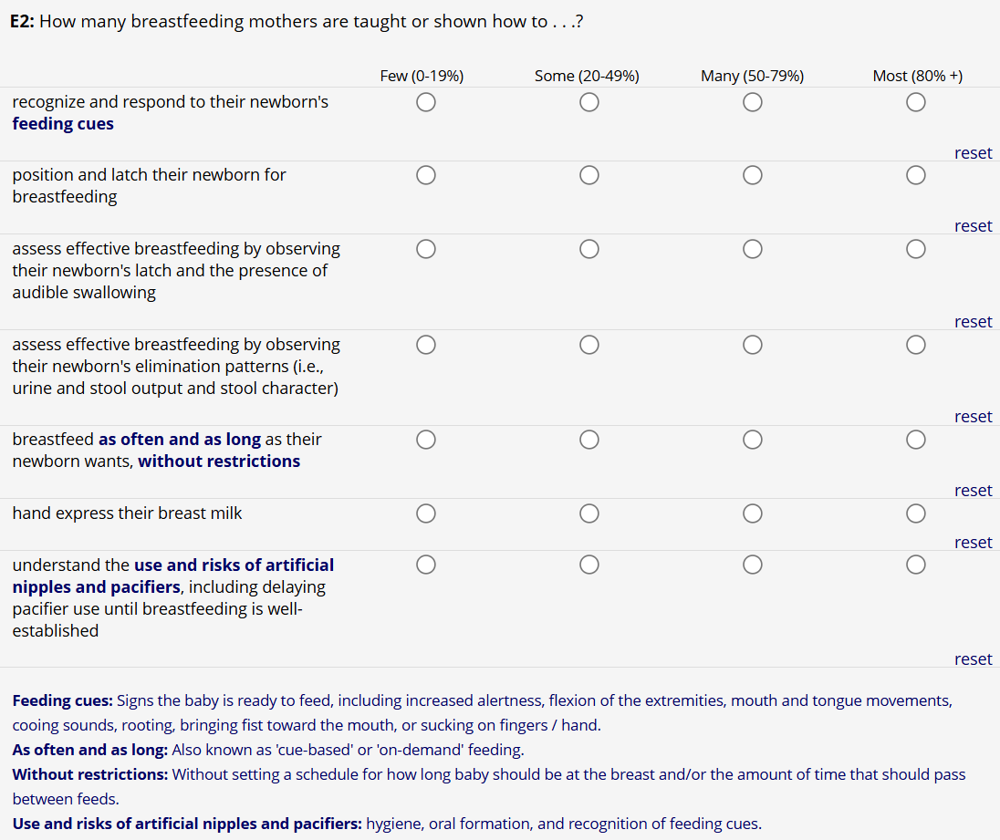 E2: How many breastfeeding mothers are taught or shown how to . . .?
Few (0-19%) Some (20-49%) Many (50-79%) Most (80% +)
recognize and respond to their newborn's
feeding cues
reset
position and latch their newborn for
breastfeeding
reset
assess effective breastfeeding by observing
their newborn's latch and the presence of
audible swallowing
reset
assess effective breastfeeding by observing
their newborn's elimination patterns (i.e.,
urine and stool output and stool character)
reset
breastfeed as often and as long as their
newborn wants, without restrictions
reset
hand express their breast milk
reset
understand the use and risks of artificial
nipples and pacifiers, including delaying
pacifier use until breastfeeding is well-
established
reset
Feeding cues: Signs the baby is ready to feed, including increased alertness, flexion of the extremities, mouth and tongue movements,
cooing sounds, rooting, bringing fist toward the mouth, or sucking on fingers / hand.
As often and as long: Also known as 'cue-based' or 'on-demand' feeding.
Without restrictions: Without setting a schedule for how long baby should be at the breast and/or the amount of time that should pass
between feeds.
Use and risks of artificial nipples and pacifiers: hygiene, oral formation, and recognition of feeding cues.